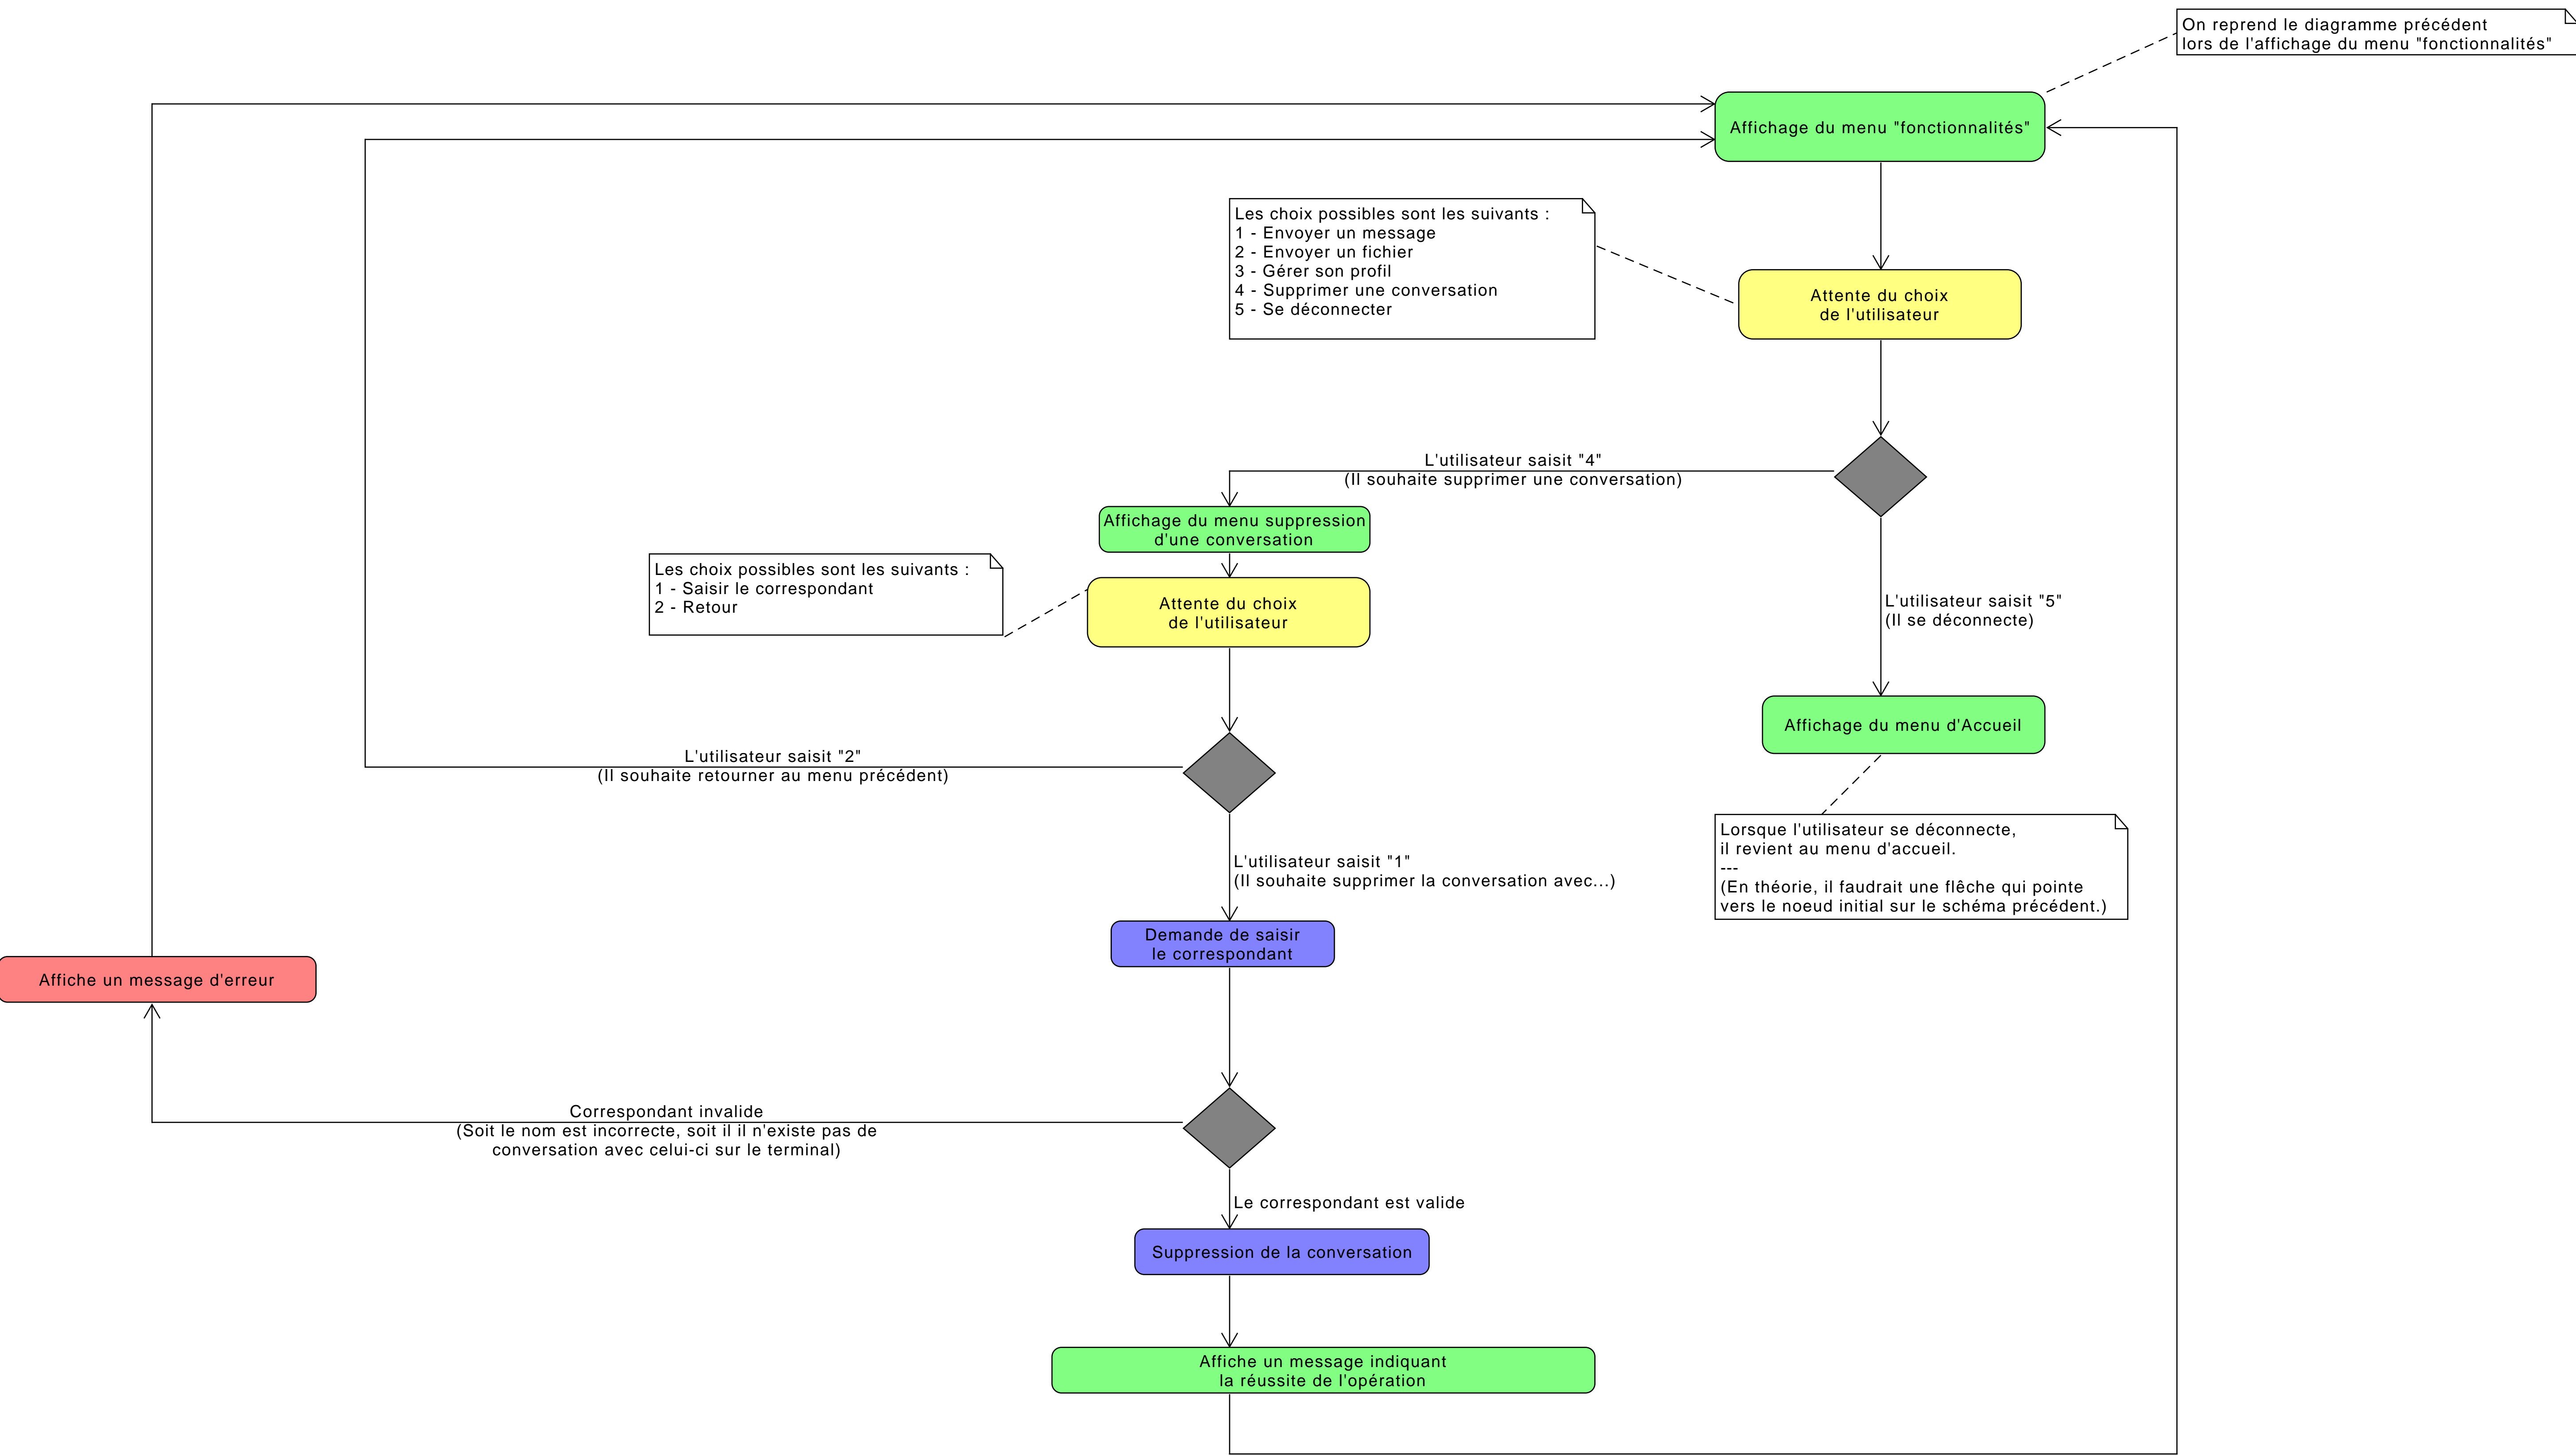 On reprend le diagramme précédent
lors de l'affichage du menu "fonctionnalités"
Affichage du menu "fonctionnalités"
Les choix possibles sont les suivants :
1 - Envoyer un message
2 - Envoyer un fichier
3 - Gérer son profil
4 - Supprimer une conversation
5 - Se déconnecter
Attente du choix
de l'utilisateur
L'utilisateur saisit "4"
(Il souhaite supprimer une conversation)
Affichage du menu suppression
d'une conversation
Les choix possibles sont les suivants :
1 - Saisir le correspondant
2 - Retour
Attente du choix
de l'utilisateur
L'utilisateur saisit "5"
(Il se déconnecte)
Affichage du menu d'Accueil
L'utilisateur saisit "2"
(Il souhaite retourner au menu précédent)
Lorsque l'utilisateur se déconnecte,
il revient au menu d'accueil.
---
(En théorie, il faudrait une flêche qui pointe
vers le noeud initial sur le schéma précédent.)
L'utilisateur saisit "1"
(Il souhaite supprimer la conversation avec...)
Demande de saisir
le correspondant
Affiche un message d'erreur
Correspondant invalide
(Soit le nom est incorrecte, soit il il n'existe pas de
conversation avec celui-ci sur le terminal)
Le correspondant est valide
Suppression de la conversation
Affiche un message indiquant
la réussite de l'opération